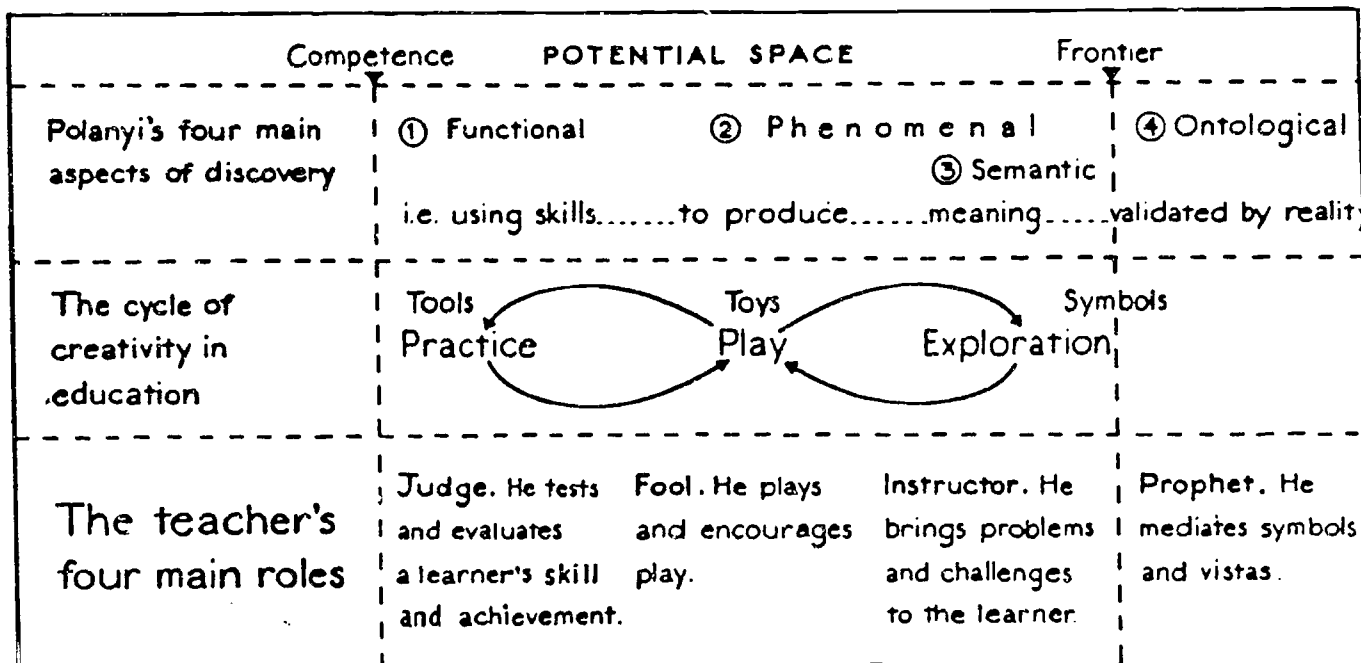 Competence POTENTIAL SPACE Frontier
Polanyi's four main
aspects of discovery
① Functional ② Phenomenal ④ Ontological
③ Semantic
i.e. using skills.......to produce......meaning.....validated by reality
The cycle of
creativity in
education
Tools Toys Symbols
Practice Play Exploration
The teacher's
four main roles
Judge. He tests
and evaluates
a learner's skill
and achievement.
Fool. He plays
and encourages
play.
Instructor. He
brings problems
and challenges
to the learner.
Prophet. He
mediates symbols
and vistas.